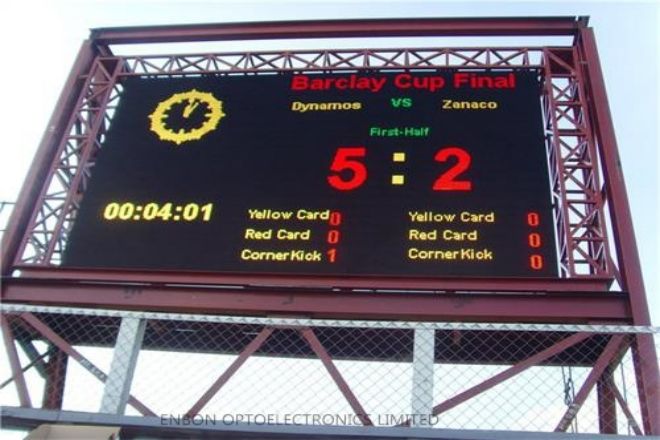 Barclay Cup Final
Dynamos VS Zanaco
First-Half
5 : 2
00:04:01
Yellow Card 0 Yellow Card 0
Red Card 0 Red Card 0
CornerKick 1 CornerKick 0
ENBON OPTOELECTRONICS LIMITED